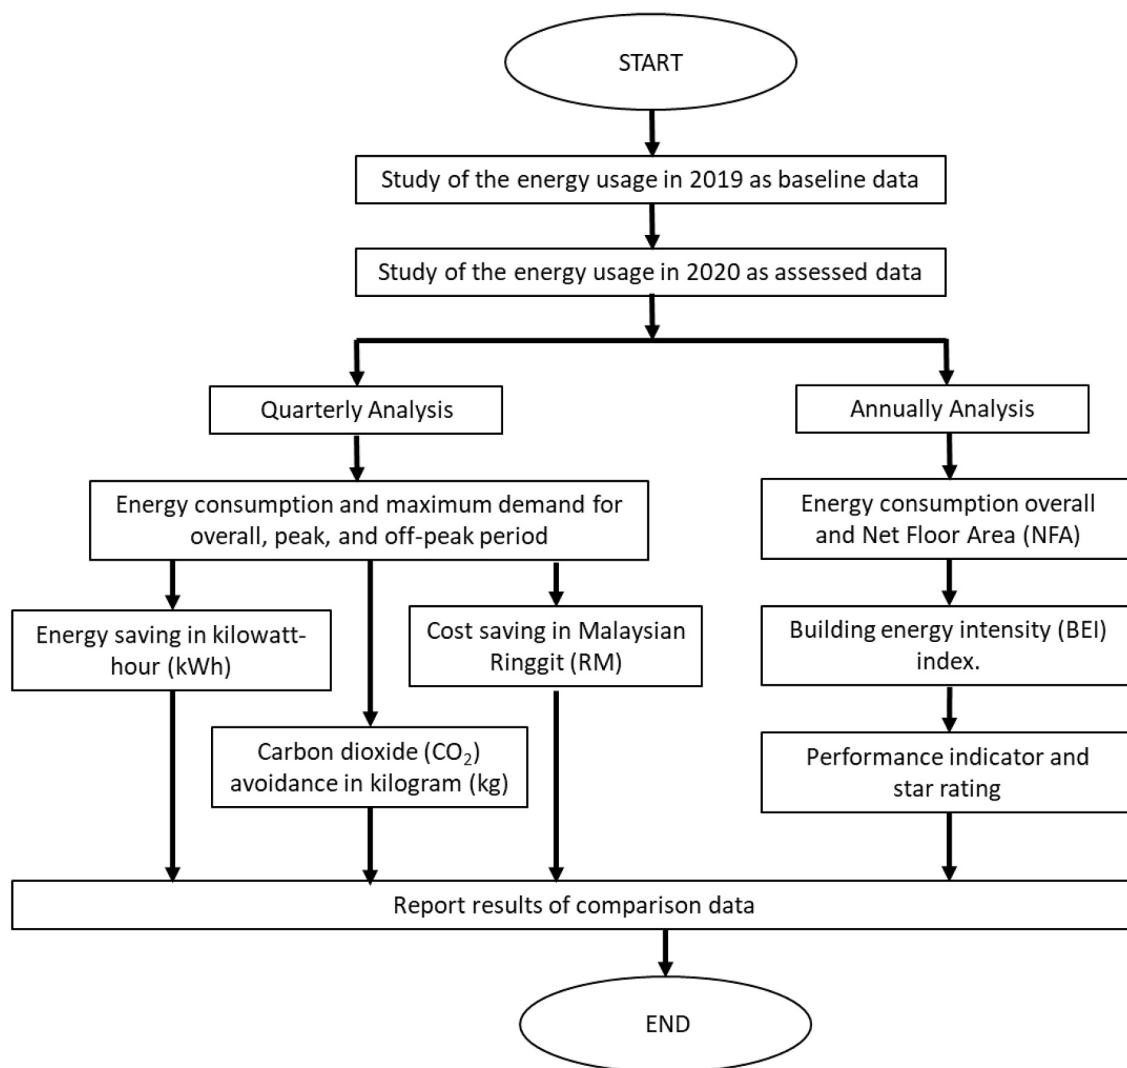 START
Study of the energy usage in 2019 as baseline data
Study of the energy usage in 2020 as assessed data
Quarterly Analysis
Annually Analysis
Energy consumption and maximum demand for
overall, peak, and off-peak period
Energy consumption overall
and Net Floor Area (NFA)
Energy saving in kilowatt-
hour (kWh)
Cost saving in Malaysian
Ringgit (RM)
Building energy intensity (BEI)
index.
Carbon dioxide (CO₂)
avoidance in kilogram (kg)
Performance indicator and
star rating
Report results of comparison data
END